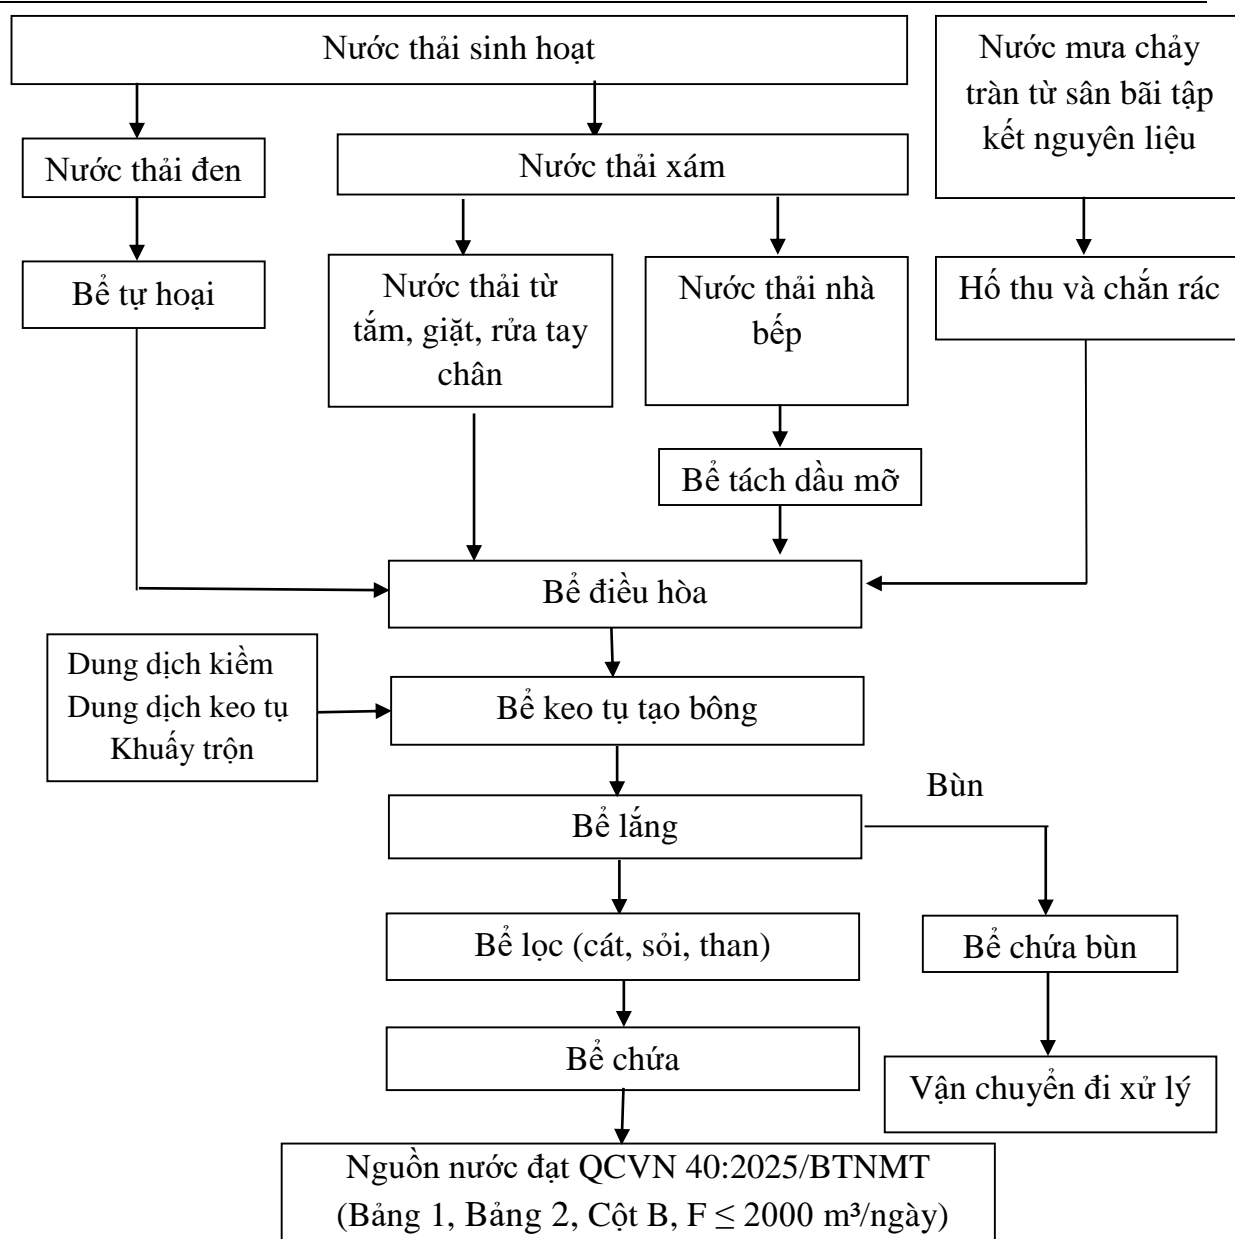 Nước thải sinh hoạt
Nước mưa chảy
tràn từ sân bãi tập
kết nguyên liệu
Nước thải đen
Nước thải xám
Bể tự hoại
Nước thải từ
tắm, giặt, rửa tay
chân
Nước thải nhà
bếp
Hố thu và chắn rác
Bể tách dầu mỡ
Bể điều hòa
Dung dịch kiềm
Dung dịch keo tụ
Khuấy trộn
Bể keo tụ tạo bông
Bể lắng
Bùn
Bể lọc (cát, sỏi, than)
Bể chứa bùn
Bể chứa
Vận chuyển đi xử lý
Nguồn nước đạt QCVN 40:2025/BTNMT
(Bảng 1, Bảng 2, Cột B, F ≤ 2000 m³/ngày)